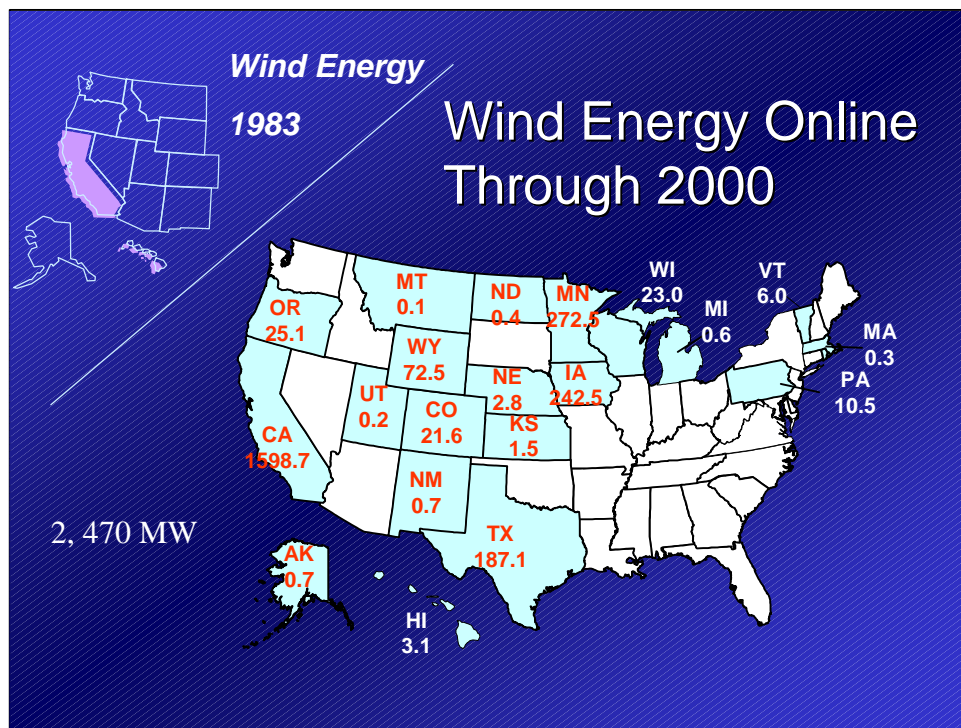 Wind Energy
1983
Wind Energy Online
Through 2000
WI
23.0
VT
6.0
MT
0.1
ND
0.4
MN
272.5
MI
0.6
OR
25.1
MA
0.3
WY
72.5
NE
2.8
IA
242.5
PA
10.5
UT
0.2
CO
21.6
KS
1.5
CA
1598.7
NM
0.7
TX
187.1
2, 470 MW
AK
0.7
HI
3.1